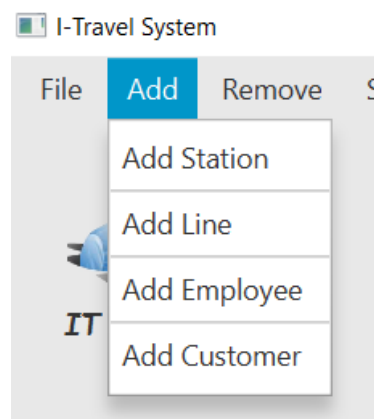 I-Travel System
File Add Remove S
Add Station
Add Line
Add Employee
IT
Add Customer